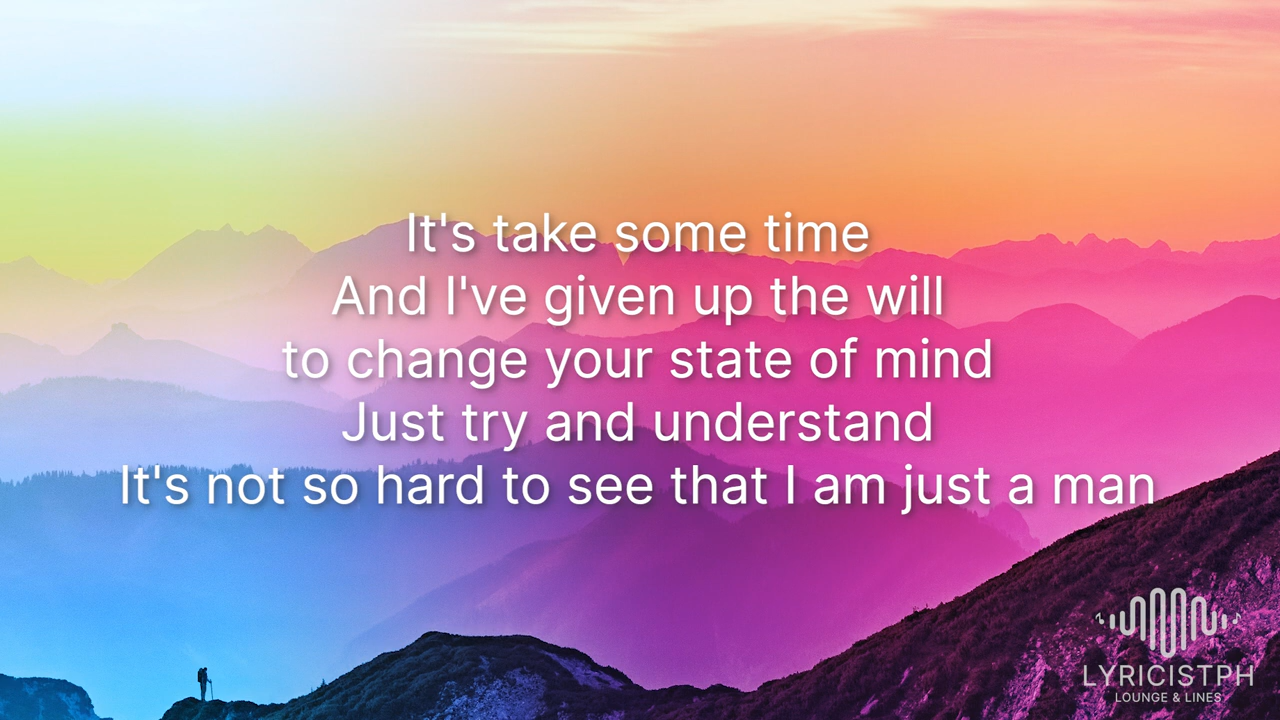 It's take some time
And I've given up the will
to change your state of mind
Just try and understand
It's not so hard to see that I am just a man
LYRICISTPH
LOUNGE & LINES